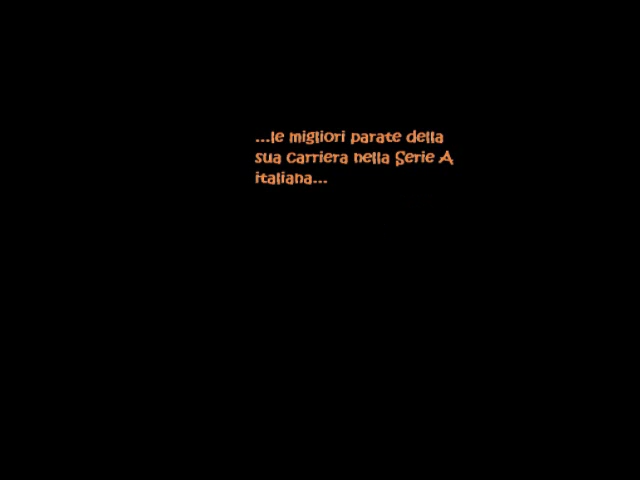 ...le migliori parate della
sua carriera nella Serie A
italiana...